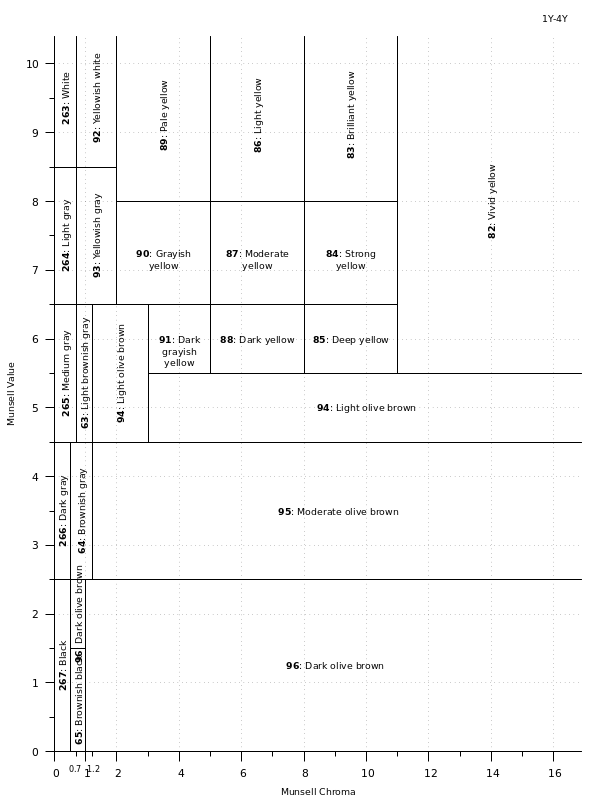 1Y-4Y
10
9
8
7
6
5
4
3
2
1
0
Munsell Value
263: White
92: Yellowish white
89: Pale yellow
86: Light yellow
83: Brilliant yellow
82: Vivid yellow
264: Light gray
93: Yellowish gray
90: Grayish
yellow
87: Moderate
yellow
84: Strong
yellow
265: Medium gray
63: Light brownish gray
94: Light olive brown
91: Dark
grayish
yellow
88: Dark yellow
85: Deep yellow
94: Light olive brown
266: Dark gray
64: Brownish gray
95: Moderate olive brown
267: Black
96: Dark olive brown
65: Brownish black
96: Dark olive brown
0
1
2
4
6
8
10
12
14
16
0.7
1.2
Munsell Chroma